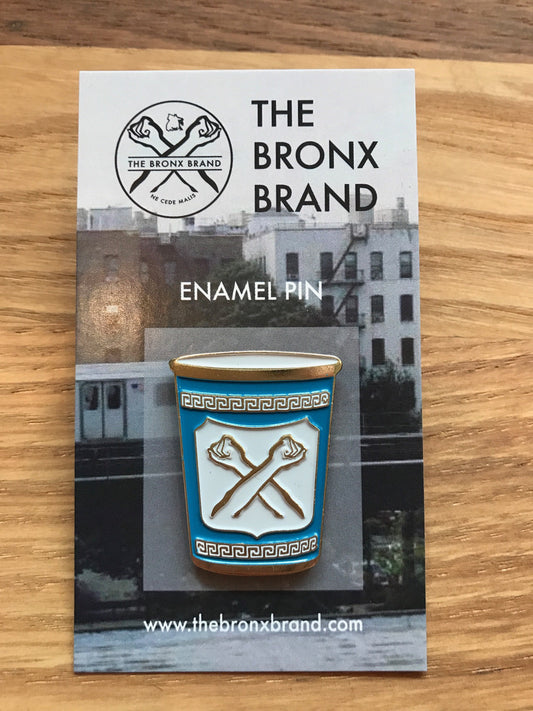 THE BRONX BRAND
NE CEDE MALIS
THE
BRONX
BRAND
ENAMEL PIN
www.thebronxbrand.com